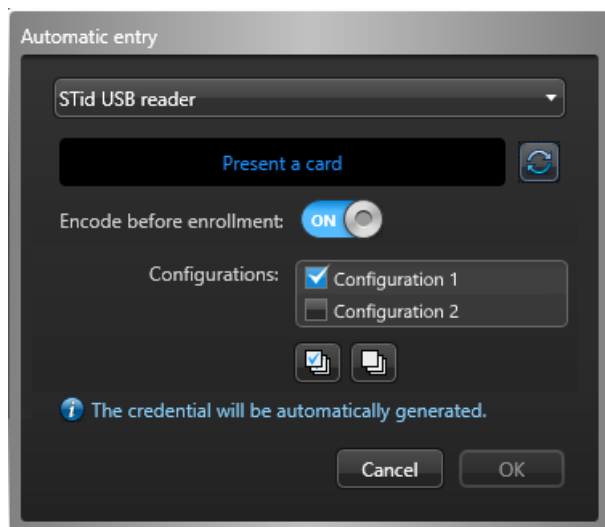 Automatic entry
STid USB reader
Present a card
Encode before enrollment: ON
Configurations:
Configuration 1
Configuration 2
The credential will be automatically generated.
Cancel OK